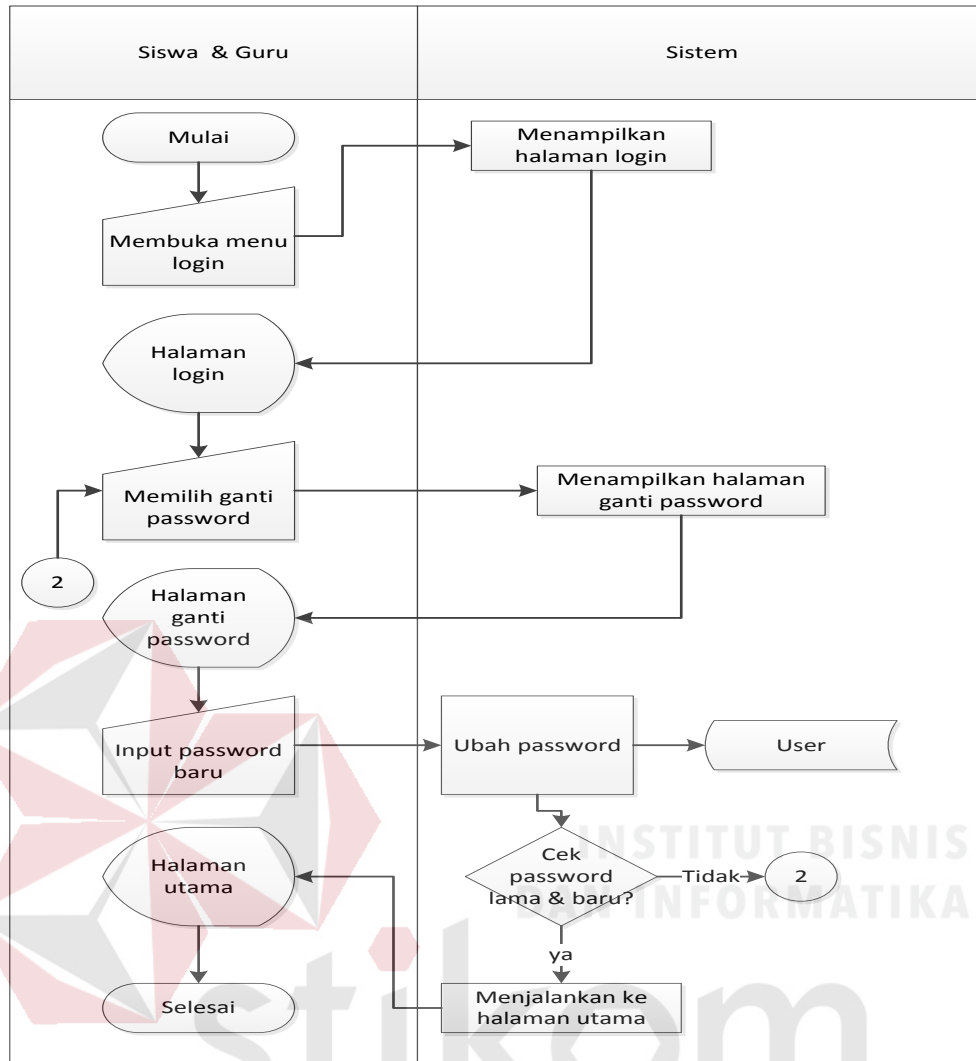 Siswa & Guru
Sistem
Mulai
Menampilkan
halaman login
Membuka menu
login
Halaman
login
Memilih ganti
password
Menampilkan halaman
ganti password
2
Halaman
ganti
password
Input password
baru
Ubah password
User
Halaman
utama
Cek
password
lama & baru?
Tidak
2
ya
Selesai
Menjalankan ke
halaman utama
INSTITUT BISNIS
DAN INFORMATIKA
stikom